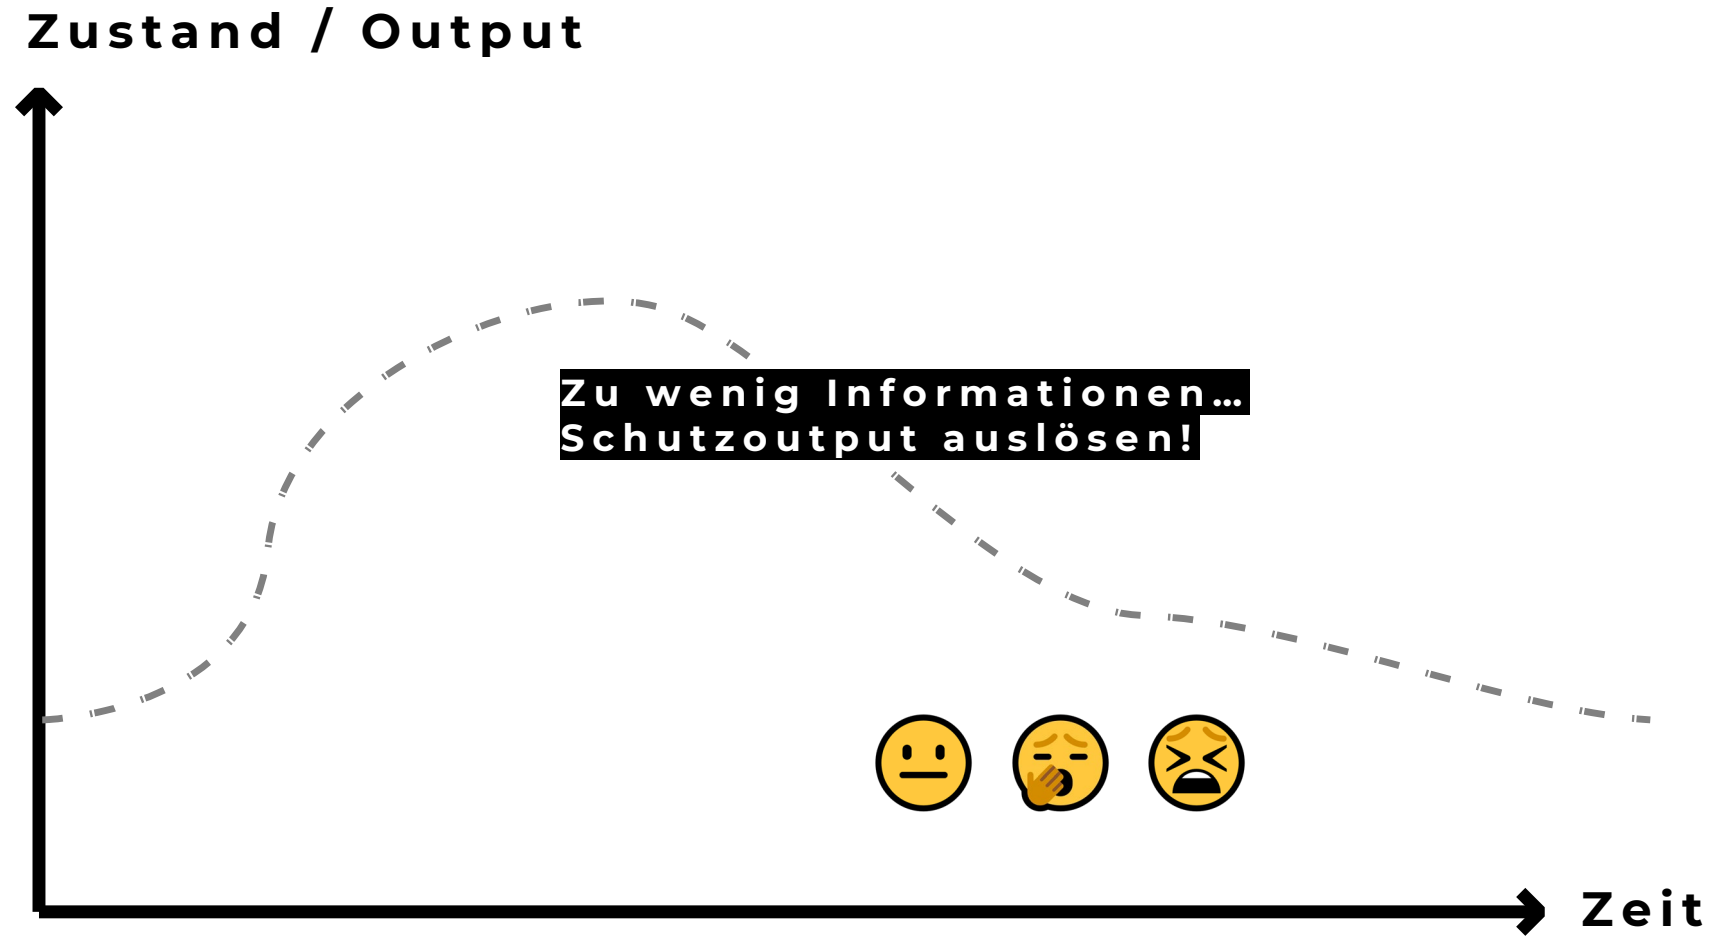 Zustand / Output
Zu wenig Informationen…
Schutzoutput auslösen!
Zeit